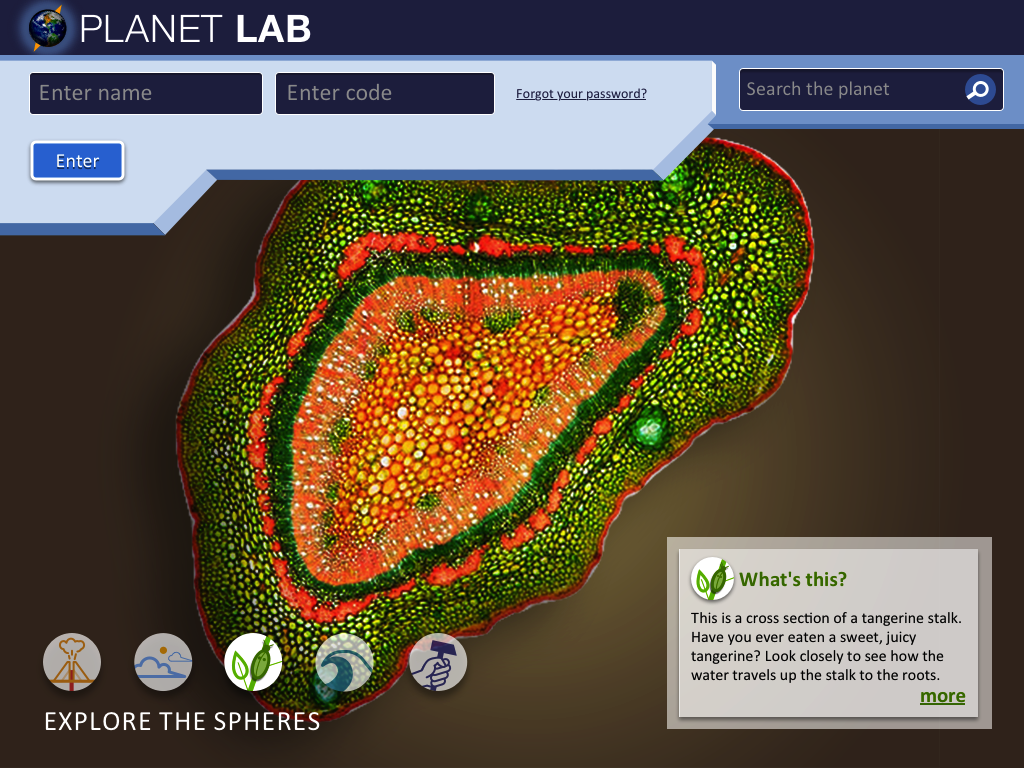 PLANET LAB
Enter name
Enter code
Forgot your password?
Search the planet
Enter
What's this?
This is a cross section of a tangerine stalk.
Have you ever eaten a sweet, juicy
tangerine? Look closely to see how the
water travels up the stalk to the roots.
more
EXPLORE THE SPHERES